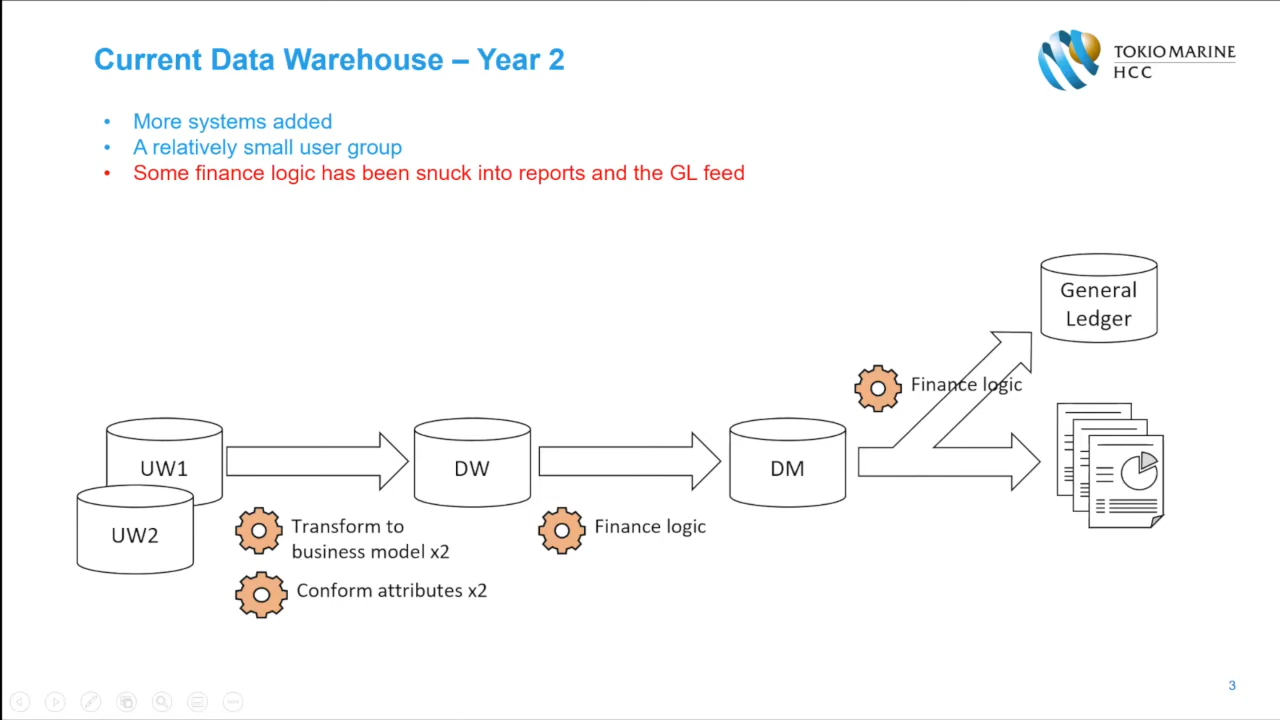 Current Data Warehouse – Year 2
TOKIO MARINE
HCC
• More systems added
• A relatively small user group
• Some finance logic has been snuck into reports and the GL feed
General
Ledger
Finance logic
UW1
DW
DM
UW2
Transform to
business model x2
Finance logic
Conform attributes x2
3